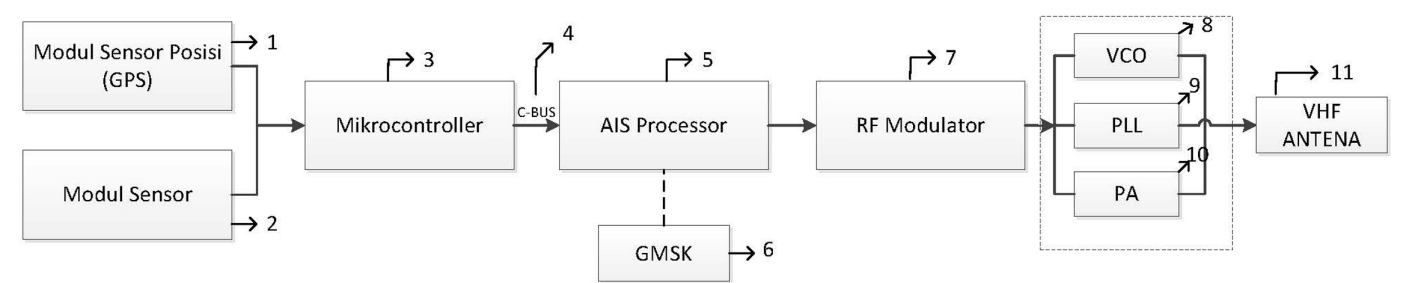 Modul Sensor Posisi
(GPS)
1
Modul Sensor
2
Mikrocontroller
3
C-BUS
4
AIS Processor
5
GMSK
6
RF Modulator
7
VCO
8
PLL
9
PA
10
VHF
ANTENA
11